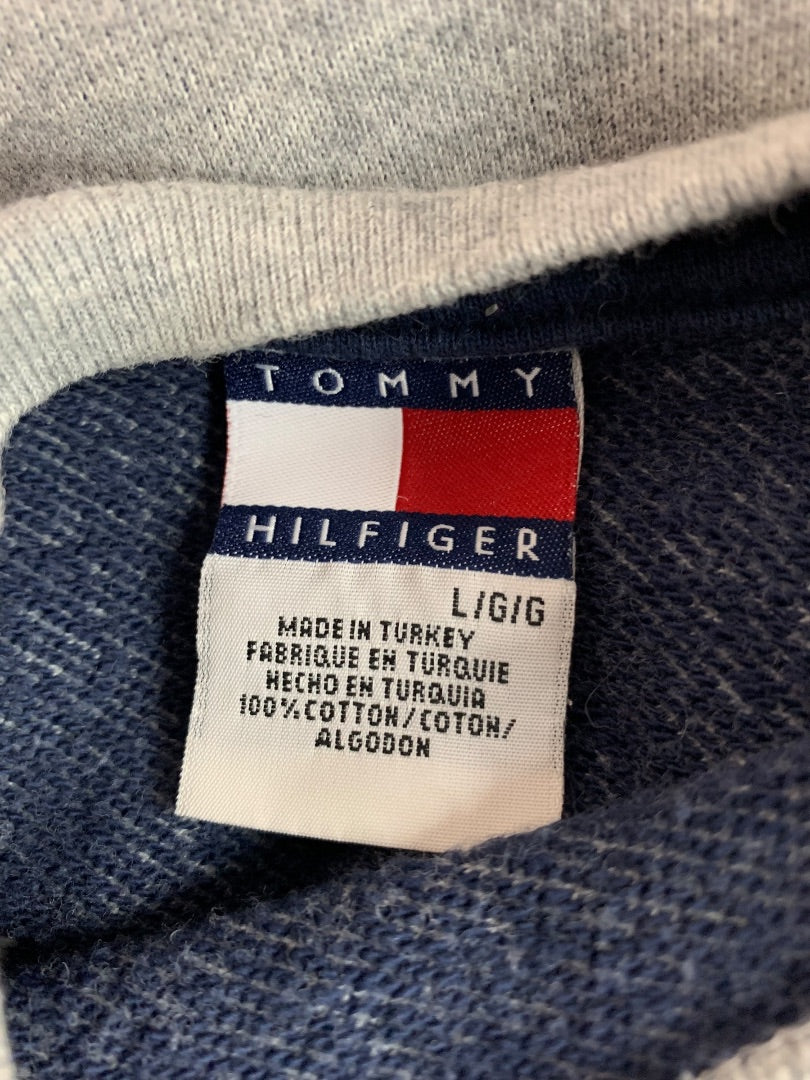 TOMMY
HILFIGER
L/G/G
MADE IN TURKEY
FABRIQUE EN TURQUIE
HECHO EN TURQUIA
100% COTTON/COTON/
ALGODON